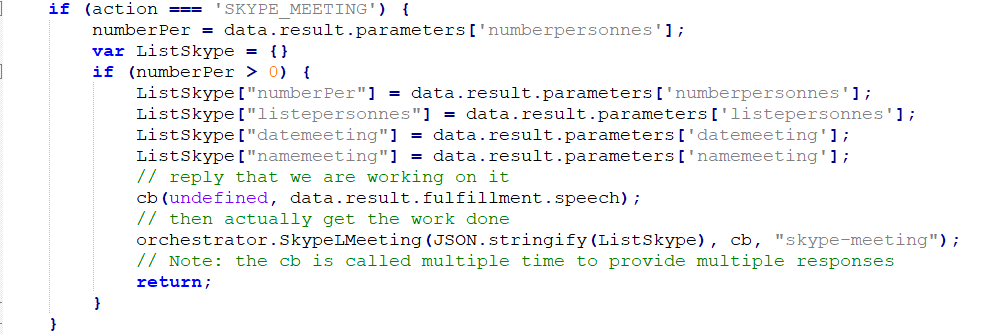 if (action === 'SKYPE_MEETING') {
numberPer = data.result.parameters['numberpersonnes'];
var ListSkype = {}
if (numberPer > 0) {
ListSkype["numberPer"] = data.result.parameters['numberpersonnes'];
ListSkype["listepersonnes"] = data.result.parameters['listepersonnes'];
ListSkype["datemeeting"] = data.result.parameters['datemeeting'];
ListSkype["namemeeting"] = data.result.parameters['namemeeting'];
// reply that we are working on it
cb(undefined, data.result.fulfillment.speech);
// then actually get the work done
orchestrator.SkypeLMeeting(JSON.stringify(ListSkype), cb, "skype-meeting");
// Note: the cb is called multiple time to provide multiple responses
return;
}
}